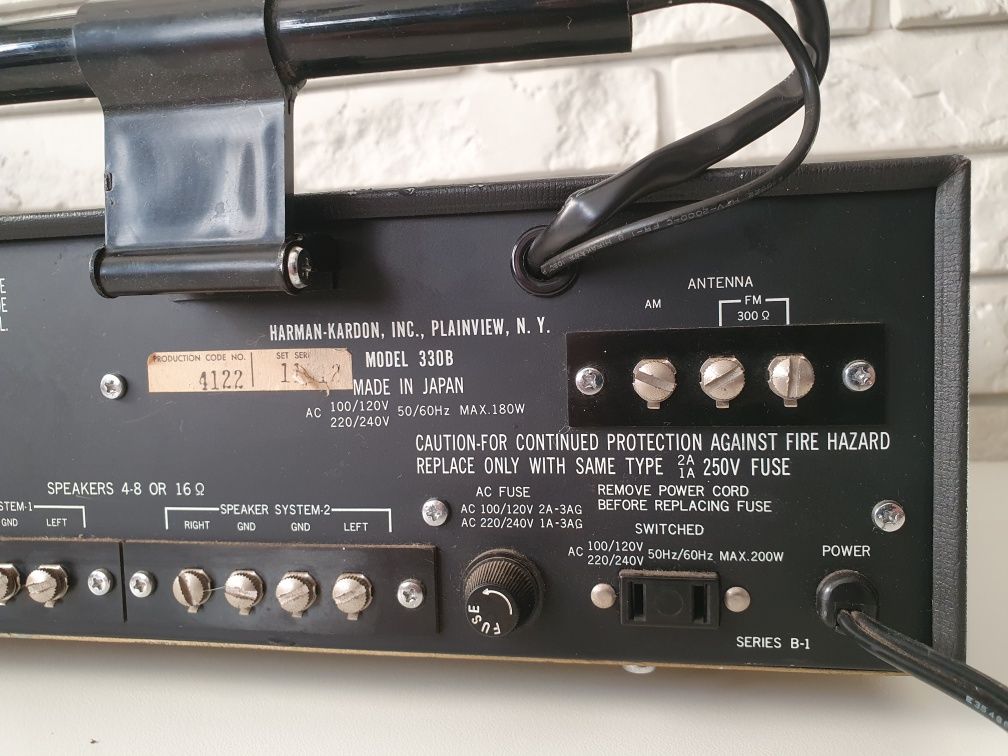 ANTENNA
AM
FM
300 Ω
HARMAN-KARDON, INC., PLAINVIEW, N. Y.
MODEL 330B
PRODUCTION CODE NO.
4122
SET SERI
MADE IN JAPAN
AC 100/120V 50/60Hz MAX.180W
220/240V
CAUTION-FOR CONTINUED PROTECTION AGAINST FIRE HAZARD
REPLACE ONLY WITH SAME TYPE 2A 250V FUSE
1A
AC FUSE
AC 100/120V 2A-3AG
AC 220/240V 1A-3AG
REMOVE POWER CORD
BEFORE REPLACING FUSE
SWITCHED
AC 100/120V 50Hz/60Hz MAX.200W
220/240V
POWER
SPEAKERS 4-8 OR 16 Ω
STEM-1
GND LEFT
SPEAKER SYSTEM-2
RIGHT GND GND LEFT
FUSE
SERIES B-1